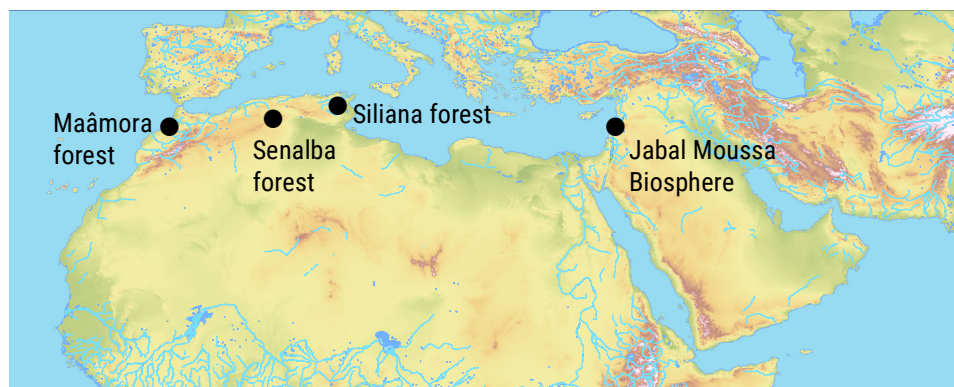 Maâmora
forest
Senalba
forest
Siliana forest
Jabal Moussa
Biosphere